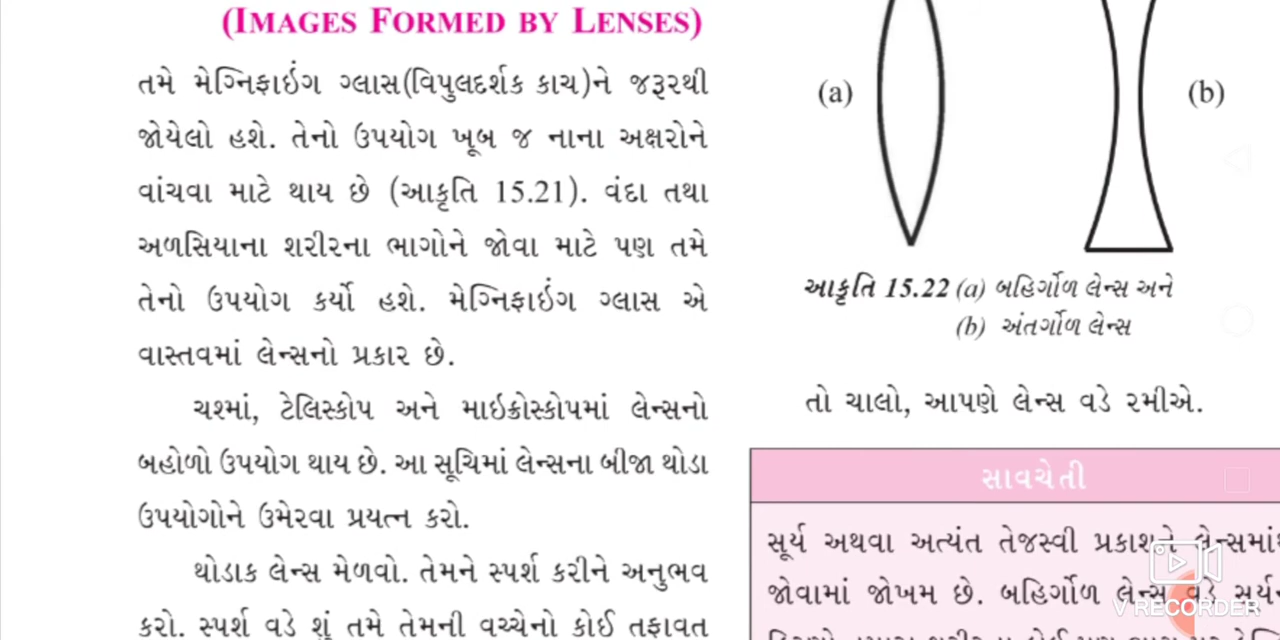 (IMAGES FORMED BY LENSES)
તમે મેગ્નિફાઇંગ ગ્લાસ(વિપુલદર્શક કાચ)ને જરૂરથી
જોયેલો હશે. તેનો ઉપયોગ ખૂબ જ નાના અક્ષરોને
વાંચવા માટે થાય છે (આકૃતિ 15.21). વંદા તથા
અળસિયાના શરીરના ભાગોને જોવા માટે પણ તમે
તેનો ઉપયોગ કર્યો હશે. મેગ્નિફાઇંગ ગ્લાસ એ
વાસ્તવમાં લેન્સનો પ્રકાર છે.
ચશ્માં, ટેલિસ્કોપ અને માઇક્રોસ્કોપમાં લેન્સનો
બહોળો ઉપયોગ થાય છે. આ સૂચિમાં લેન્સના બીજા થોડા
ઉપયોગોને ઉમેરવા પ્રયત્ન કરો.
થોડાક લેન્સ મેળવો. તેમને સ્પર્શ કરીને અનુભવ
કરો. સ્પર્શ વડે શું તમે તેમની વચ્ચેનો કોઈ તફાવત
(a)
(b)
આકૃતિ 15.22 (a) બહિર્ગોળ લેન્સ અને
(b) અંતર્ગોળ લેન્સ
તો ચાલો, આપણે લેન્સ વડે રમીએ.
સાવચેતી
સૂર્ય અથવા અત્યંત તેજસ્વી પ્રકાશને
જોવામાં જોખમ છે. બહિર્ગોળ લેન્સ વડે
V RECORDER